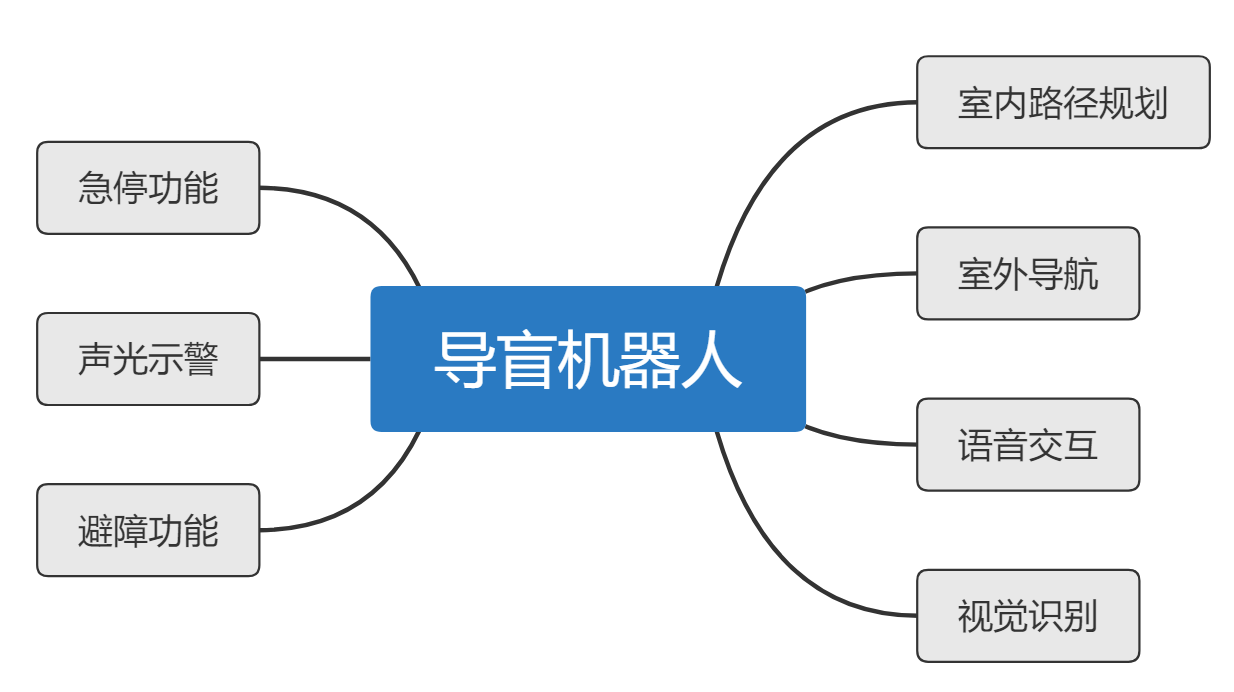 导盲机器人
室内路径规划
室外导航
语音交互
视觉识别
急停功能
声光示警
避障功能